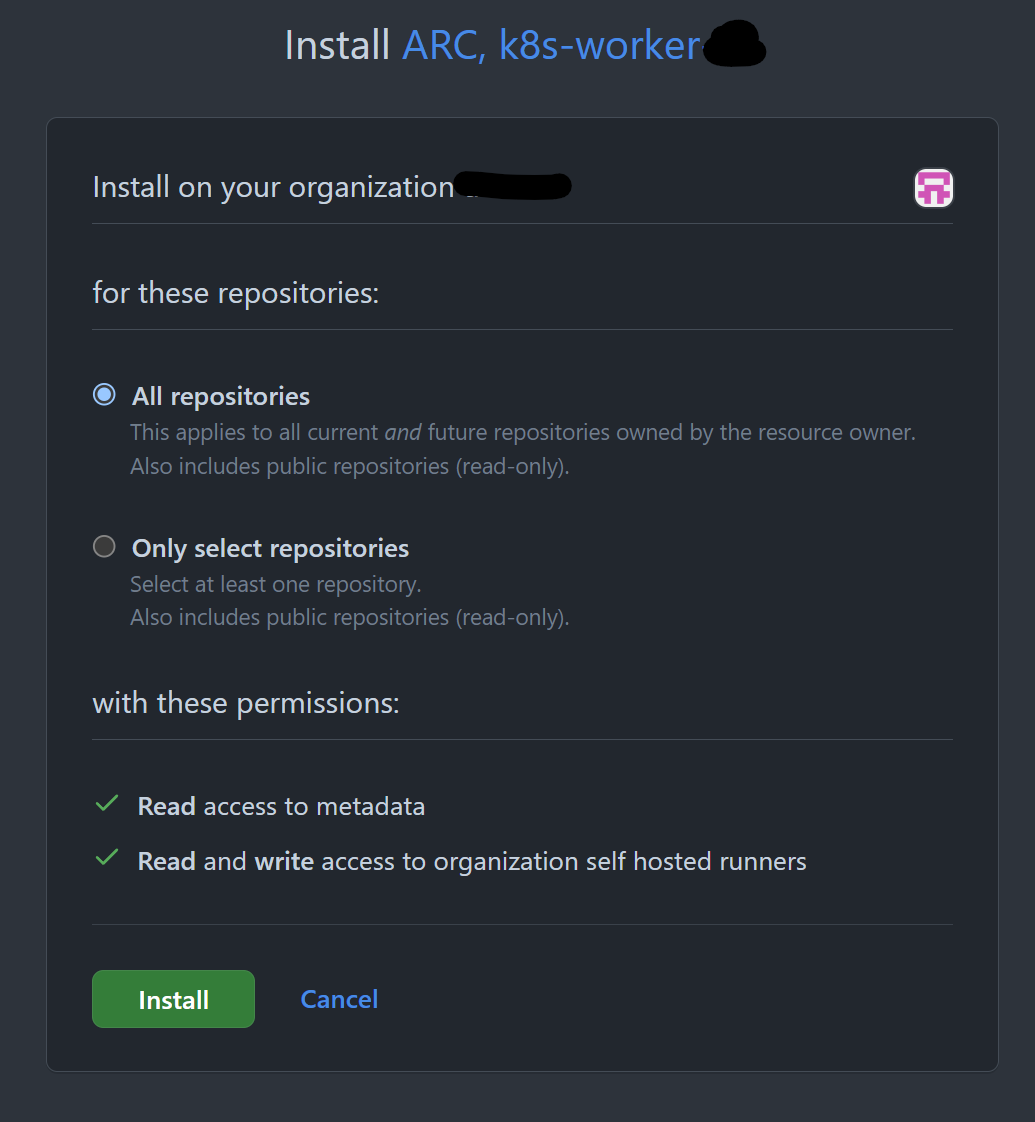 Install ARC, k8s-worker
Install on your organization
for these repositories:
All repositories
This applies to all current and future repositories owned by the resource owner.
Also includes public repositories (read-only).
Only select repositories
Select at least one repository.
Also includes public repositories (read-only).
with these permissions:
Read access to metadata
Read and write access to organization self hosted runners
Install
Cancel